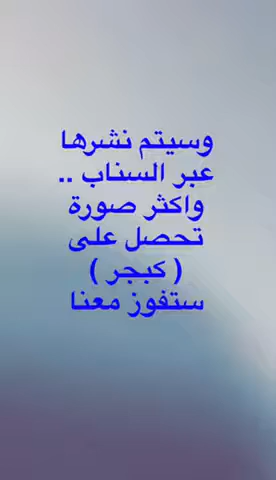 وسيتم نشرها
عبر السناب ..
واكثر صورة
تحصل على
( كبجر )
ستفوز معنا